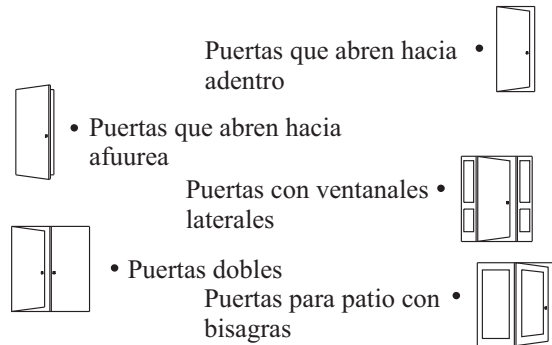 Puertas que abren hacia •
adentro
• Puertas que abren hacia
afuurea
Puertas con ventanales •
laterales
• Puertas dobles
Puertas para patio con •
bisagras